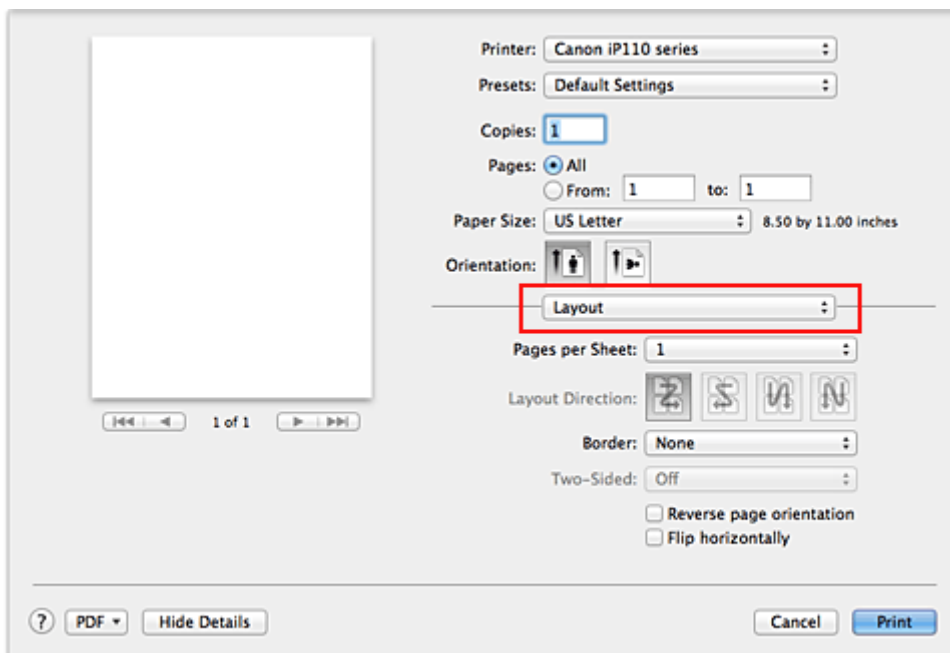 Printer: Canon iP110 series
Presets: Default Settings
Copies: 1
Pages: All
From: 1 to: 1
Paper Size: US Letter 8.50 by 11.00 inches
Orientation:
Layout
Pages per Sheet: 1
Layout Direction:
1 of 1
Border: None
Two-Sided: Off
Reverse page orientation
Flip horizontally
? PDF Hide Details Cancel Print